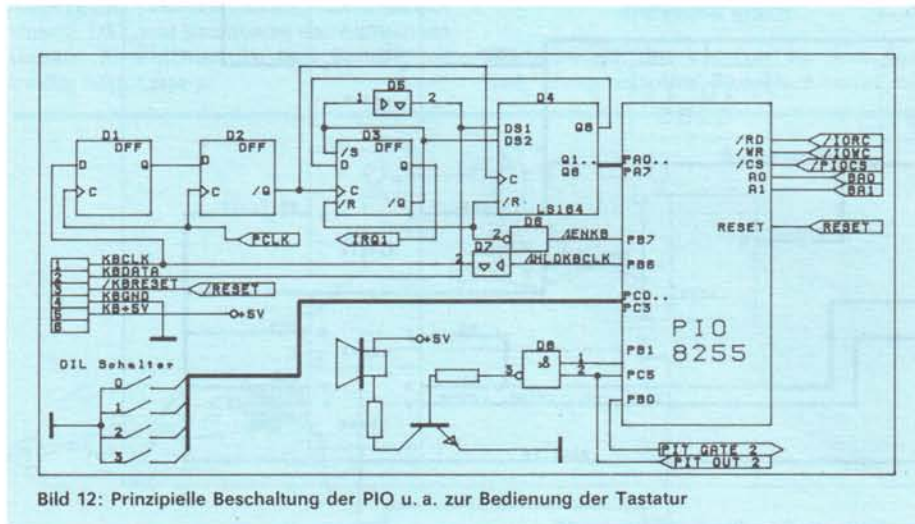 D5
1
2
D4
D1
DFF
D
Q
C
D2
DFF
D
/Q
C
D3
/S
DFF
D
Q
C
/R
/Q
DS1
DS2
Q8
Q1..
Q8
C
/R
LS164
PA0..
PA7
/RD
/WR
/CS
A0
A1
RESET
/IORC
/IOWC
/PIOCS
BA0
BA1
RESET
PCLK
IRQ1
D6
2
/ENKB
PB7
D7
2
/HLDKBCLK
PB6
1 KBCLK
2 KBDATA
3 /KBRESET
4 KBGND
5 KB+5V
6
/RESET
+5V
PC0..
PC3
PIO
8255
DIL Schalter
0
1
2
3
+5V
D8
&
3
1
2
PB1
PC5
PB0
PIT GATE 2
PIT OUT 2
Bild 12: Prinzipielle Beschaltung der PIO u. a. zur Bedienung der Tastatur